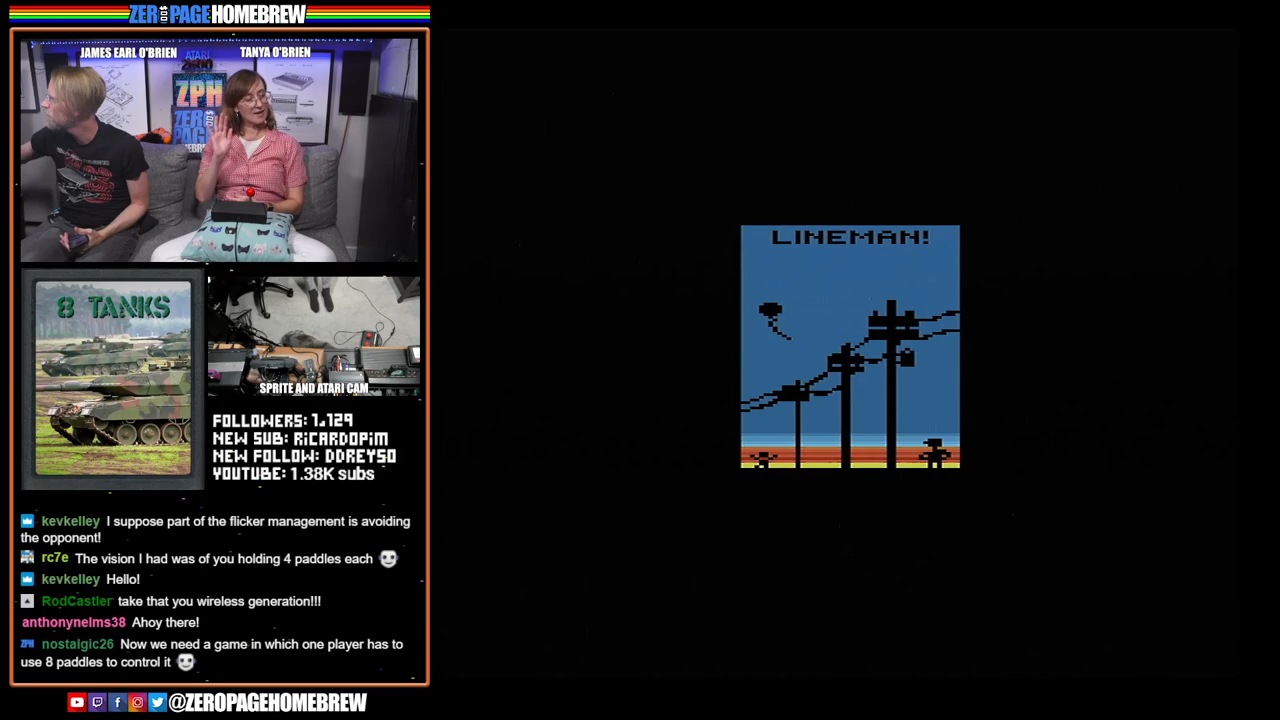 ZERO PAGE HOMEBREW
JAMES EARL O'BRIEN
TANYA O'BRIEN
ATARI
2600
ZPH
8 TANKS
SPRITE AND ATARI CAM
FOLLOWERS: 1,129
NEW SUB: RiCARDOPiM
NEW FOLLOW: DDREY50
YOUTUBE: 1.38K subs
kevkelley I suppose part of the flicker management is avoiding
the opponent!
rc7e The vision I had was of you holding 4 paddles each
kevkelley Hello!
RodCastler take that you wireless generation!!!
anthonynelms38 Ahoy there!
nostalgic26 Now we need a game in which one player has to
use 8 paddles to control it
@ZEROPAGEHOMEBREW
LINEMAN!